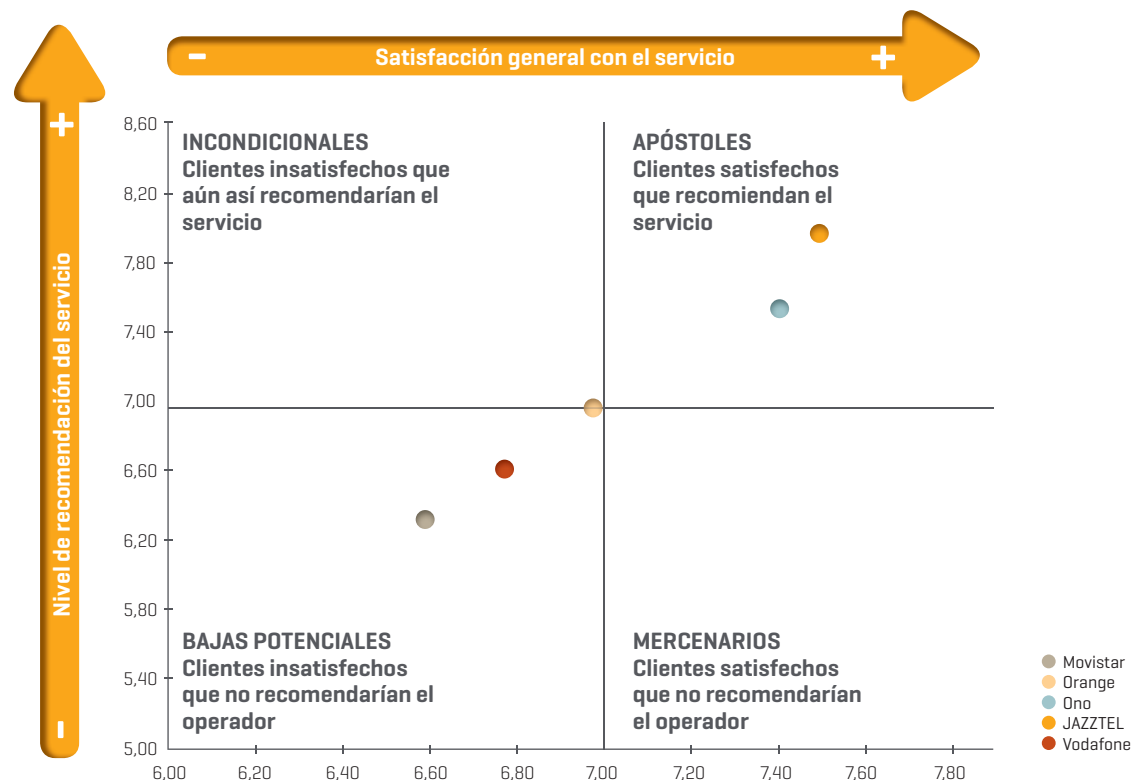 - Satisfacción general con el servicio +
+
Nivel de recomendación del servicio
-
8,60
8,20
7,80
7,40
7,00
6,60
6,20
5,80
5,40
5,00
INCONDICIONALES
Clientes insatisfechos que
aún así recomendarían el
servicio
APÓSTOLES
Clientes satisfechos
que recomiendan el
servicio
BAJAS POTENCIALES
Clientes insatisfechos
que no recomendarían el
operador
MERCENARIOS
Clientes satisfechos
que no recomendarían
el operador
6,00 6,20 6,40 6,60 6,80 7,00 7,20 7,40 7,60 7,80
Movistar
Orange
Ono
JAZZTEL
Vodafone